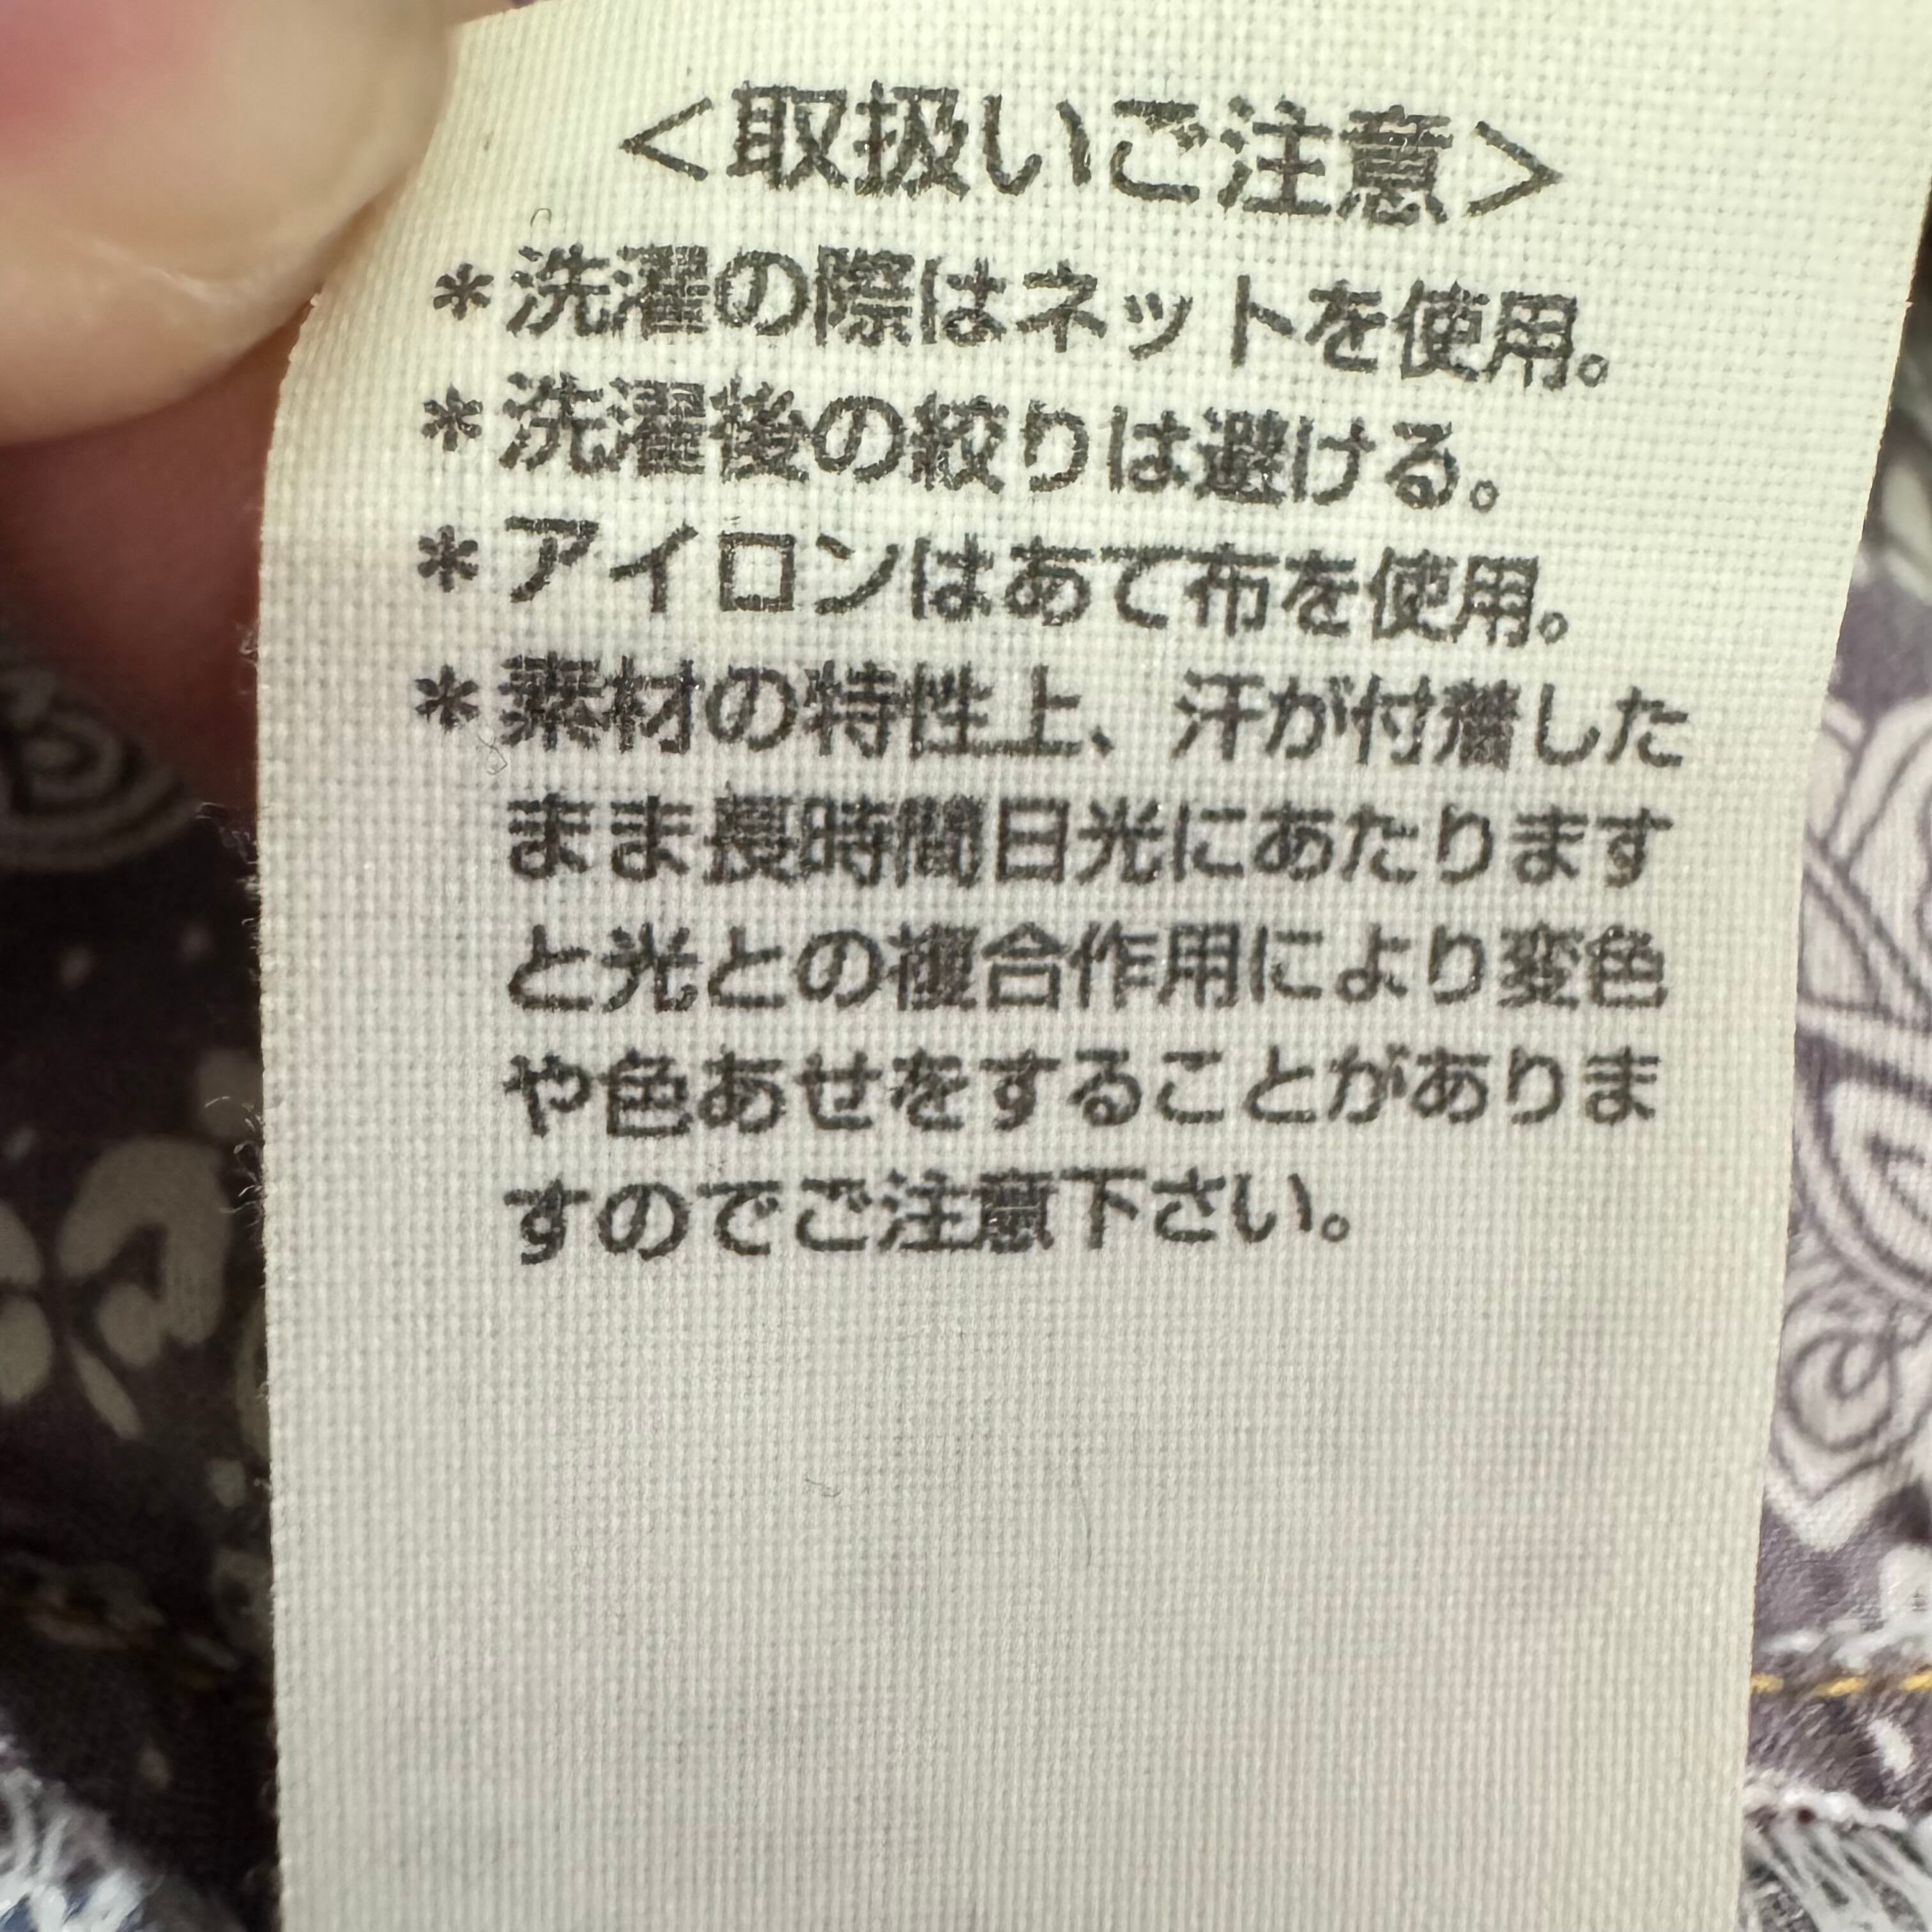 ＜取扱いご注意＞
＊洗濯の際はネットを使用。
＊洗濯後の絞りは避ける。
＊アイロンはあて布を使用。
＊素材の特性上、汗が付着した
まま長時間日光にあたります
と光との複合作用により変色
や色あせをすることがありま
すのでご注意下さい。